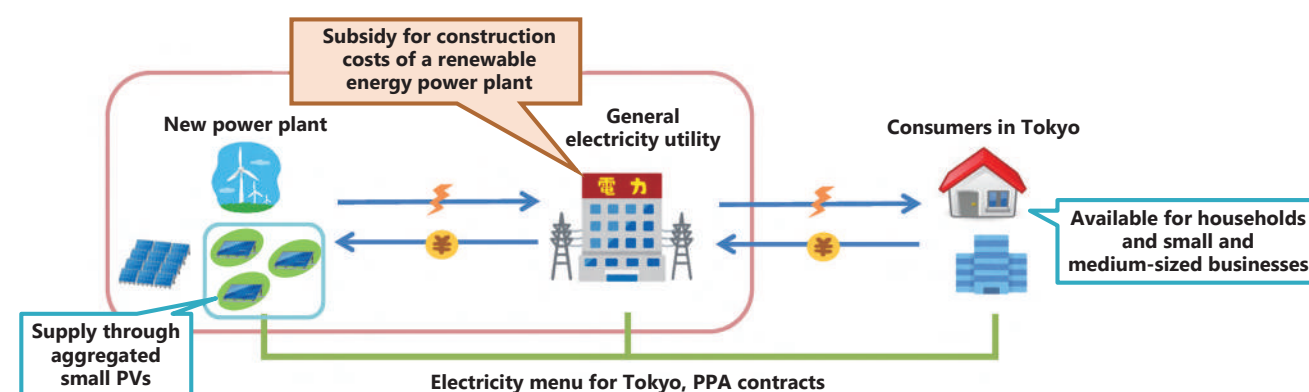 Subsidy for construction
costs of a renewable
energy power plant
New power plant
General
electricity utility
Consumers in Tokyo
電力
¥
¥
Available for households
and small and
medium-sized businesses
Supply through
aggregated
small PVs
Electricity menu for Tokyo, PPA contracts